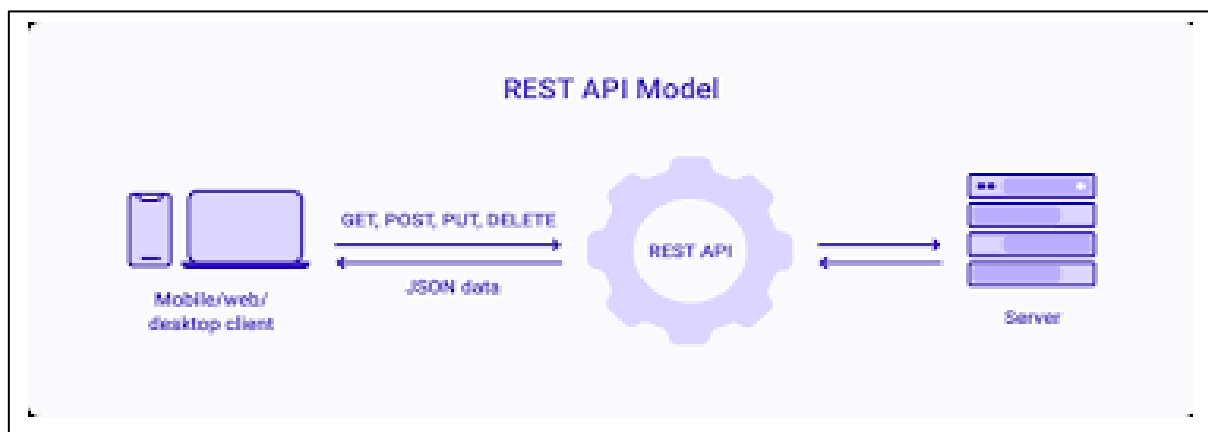 REST API Model
GET, POST, PUT, DELETE
REST API
JSON data
Mobile/web/
desktop client
Server